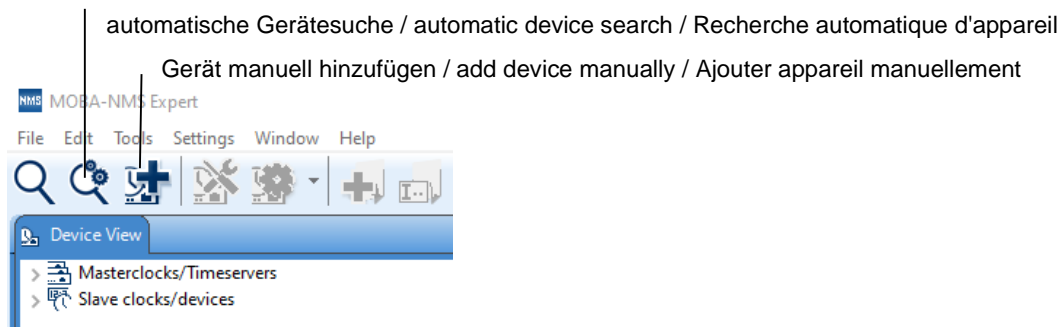 automatische Gerätesuche / automatic device search / Recherche automatique d'appareil
Gerät manuell hinzufügen / add device manually / Ajouter appareil manuellement
NMS MOBA-NMS Expert
File Edit Tools Settings Window Help
Device View
Masterclocks/Timeservers
Slave clocks/devices